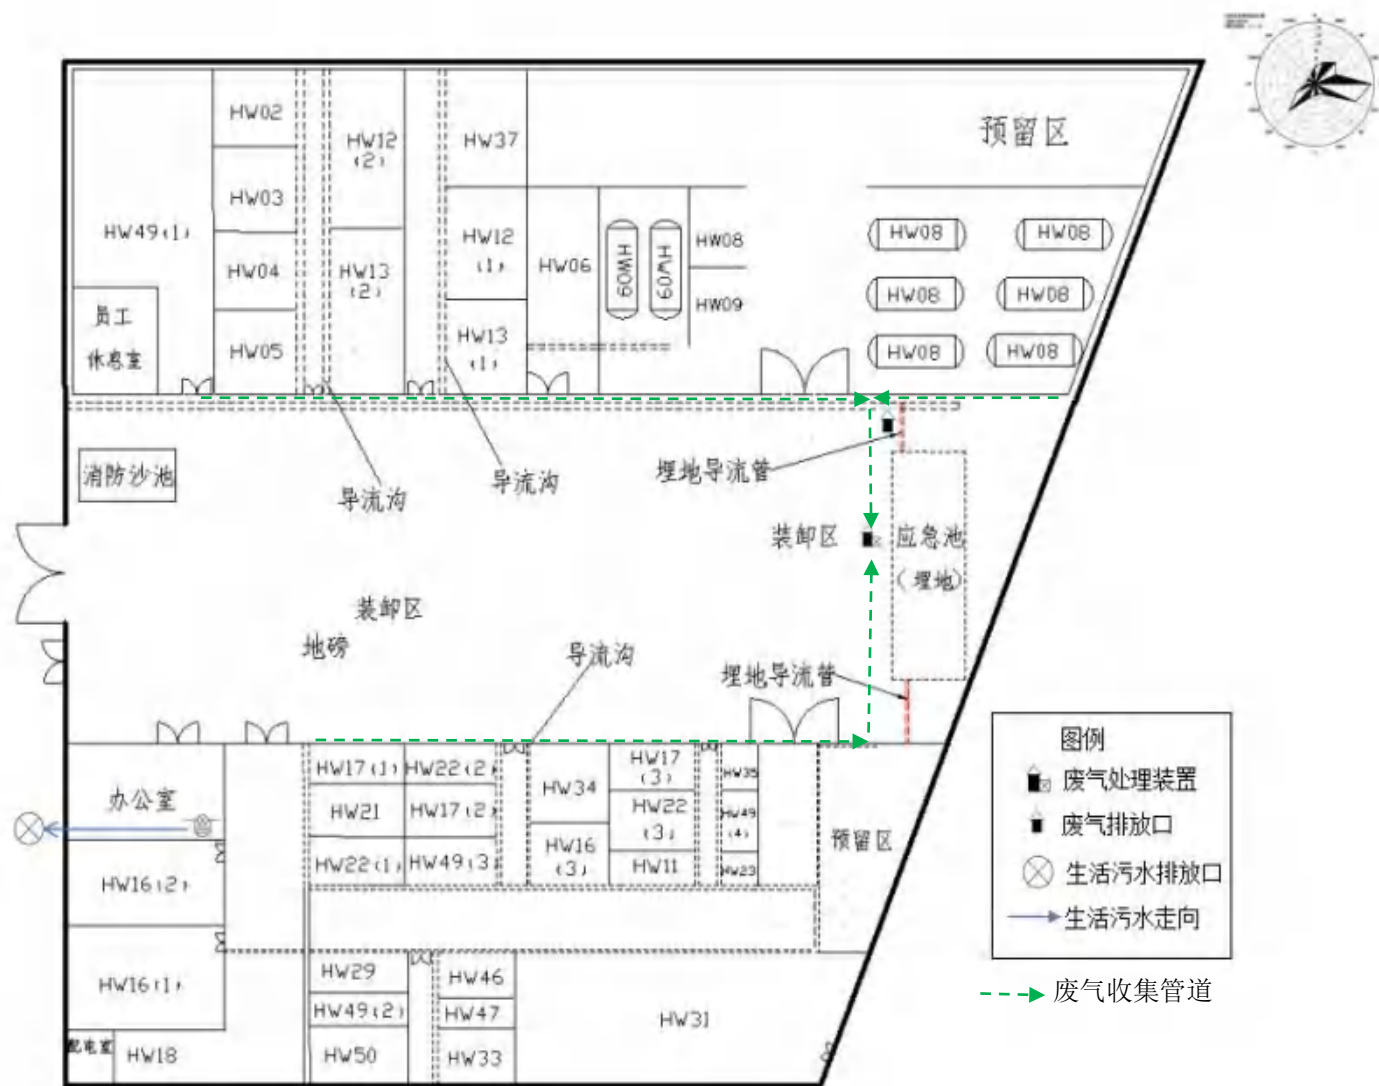 HW02
HW37
预留区
HW12
(2)
HW03
HW49(1)
HW12
(1)
HW08
HW08
HW08
HW04
HW13
(2)
HW06
HW09
HW09
HW09
HW08
HW08
员工
休息室
HW05
HW13
(1)
HW08
HW08
消防沙池
导流沟
导流沟
埋地导流管
装卸区
应急池
(埋地)
装卸区
地磅
导流沟
埋地导流管
办公室
HW17(1)
HW22(2)
HW34
HW17
(3)
HW35
HW21
HW17(2)
HW22
(3)
HW49
(4)
HW22(1)
HW49(3)
HW16
(3)
HW11
HW23
预留区
HW16(2)
HW16(1)
HW29
HW46
HW49(2)
HW47
HW31
配电室
HW18
HW50
HW33
图例
废气处理装置
废气排放口
生活污水排放口
生活污水走向
废气收集管道